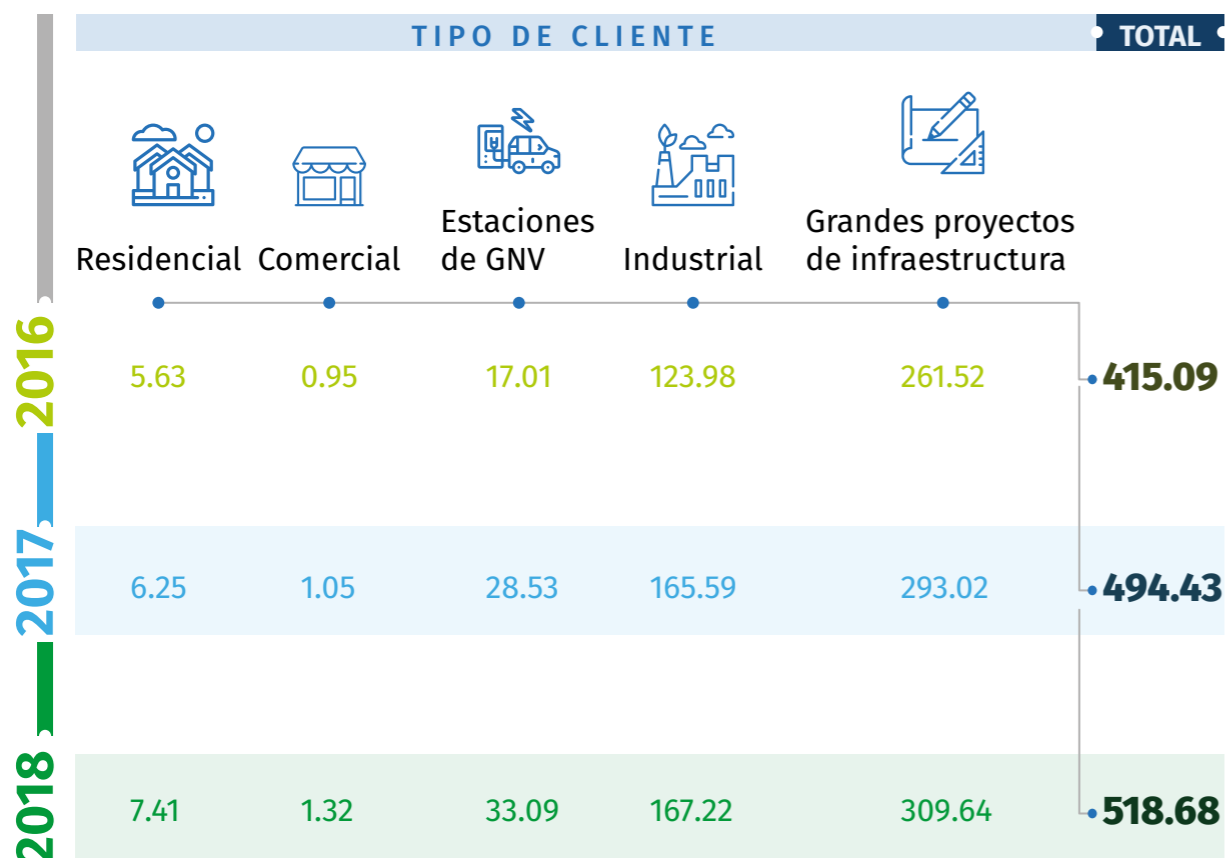 TIPO DE CLIENTE TOTAL
Residencial Comercial Estaciones de GNV Industrial Grandes proyectos de infraestructura
2016 5.63 0.95 17.01 123.98 261.52 415.09
2017 6.25 1.05 28.53 165.59 293.02 494.43
2018 7.41 1.32 33.09 167.22 309.64 518.68